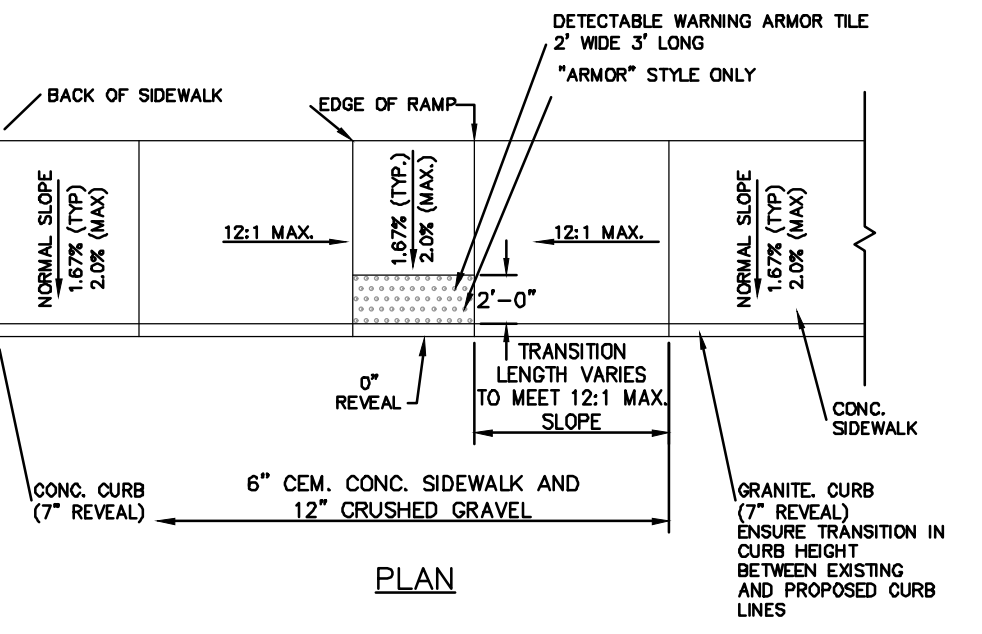 DETECTABLE WARNING ARMOR TILE
2' WIDE 3' LONG
"ARMOR" STYLE ONLY
BACK OF SIDEWALK
EDGE OF RAMP
NORMAL SLOPE
1.67% (TYP)
2.0% (MAX)
12:1 MAX.
1.67% (TYP.)
2.0% (MAX.)
12:1 MAX.
NORMAL SLOPE
1.67% (TYP)
2.0% (MAX)
2'-0"
0"
REVEAL
TRANSITION
LENGTH VARIES
TO MEET 12:1 MAX.
SLOPE
CONC.
SIDEWALK
CONC. CURB
(7" REVEAL)
6" CEM. CONC. SIDEWALK AND
12" CRUSHED GRAVEL
GRANITE. CURB
(7" REVEAL)
ENSURE TRANSITION IN
CURB HEIGHT
BETWEEN EXISTING
AND PROPOSED CURB
LINES
PLAN